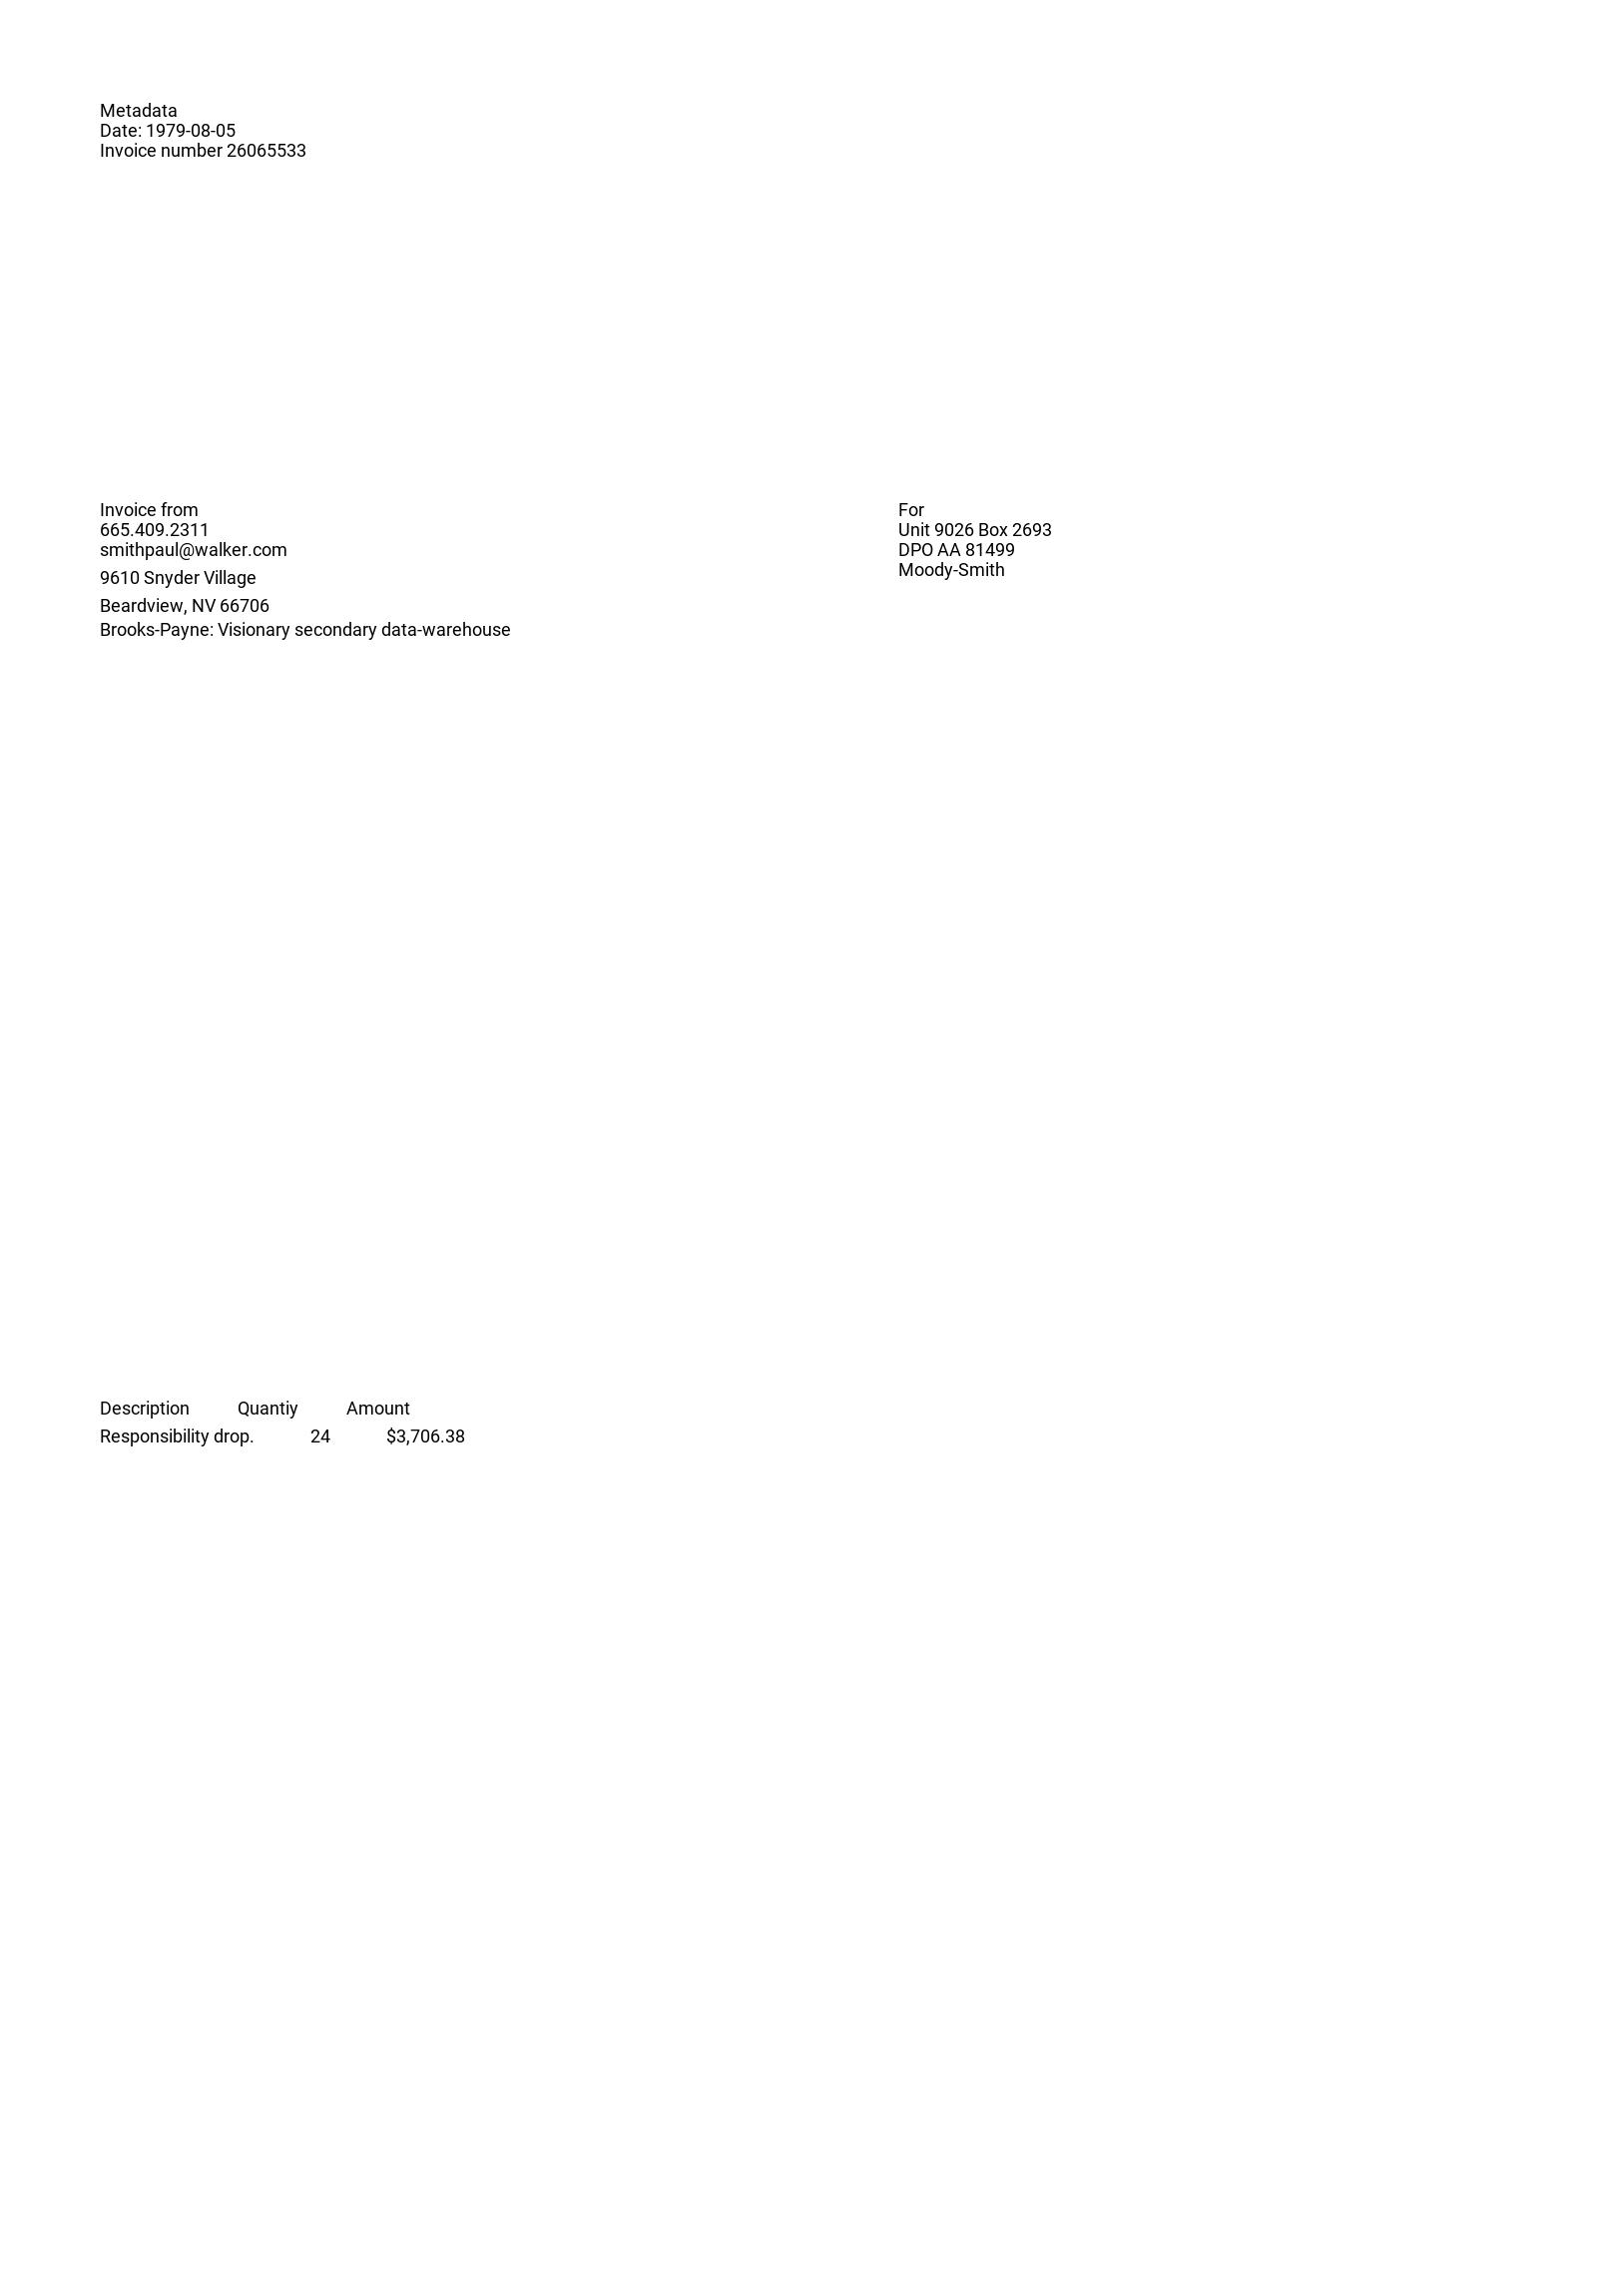 Metadata
Date: 1979-08-05
Invoice number 26065533
Invoice from
665.409.2311
smithpaul@walker.com
9610 Snyder Village
Beardview, NV 66706
Brooks-Payne: Visionary secondary data-warehouse
For
Unit 9026 Box 2693
DPO AA 81499
Moody-Smith
Description Quantiy Amount
Responsibility drop. 24 $3,706.38